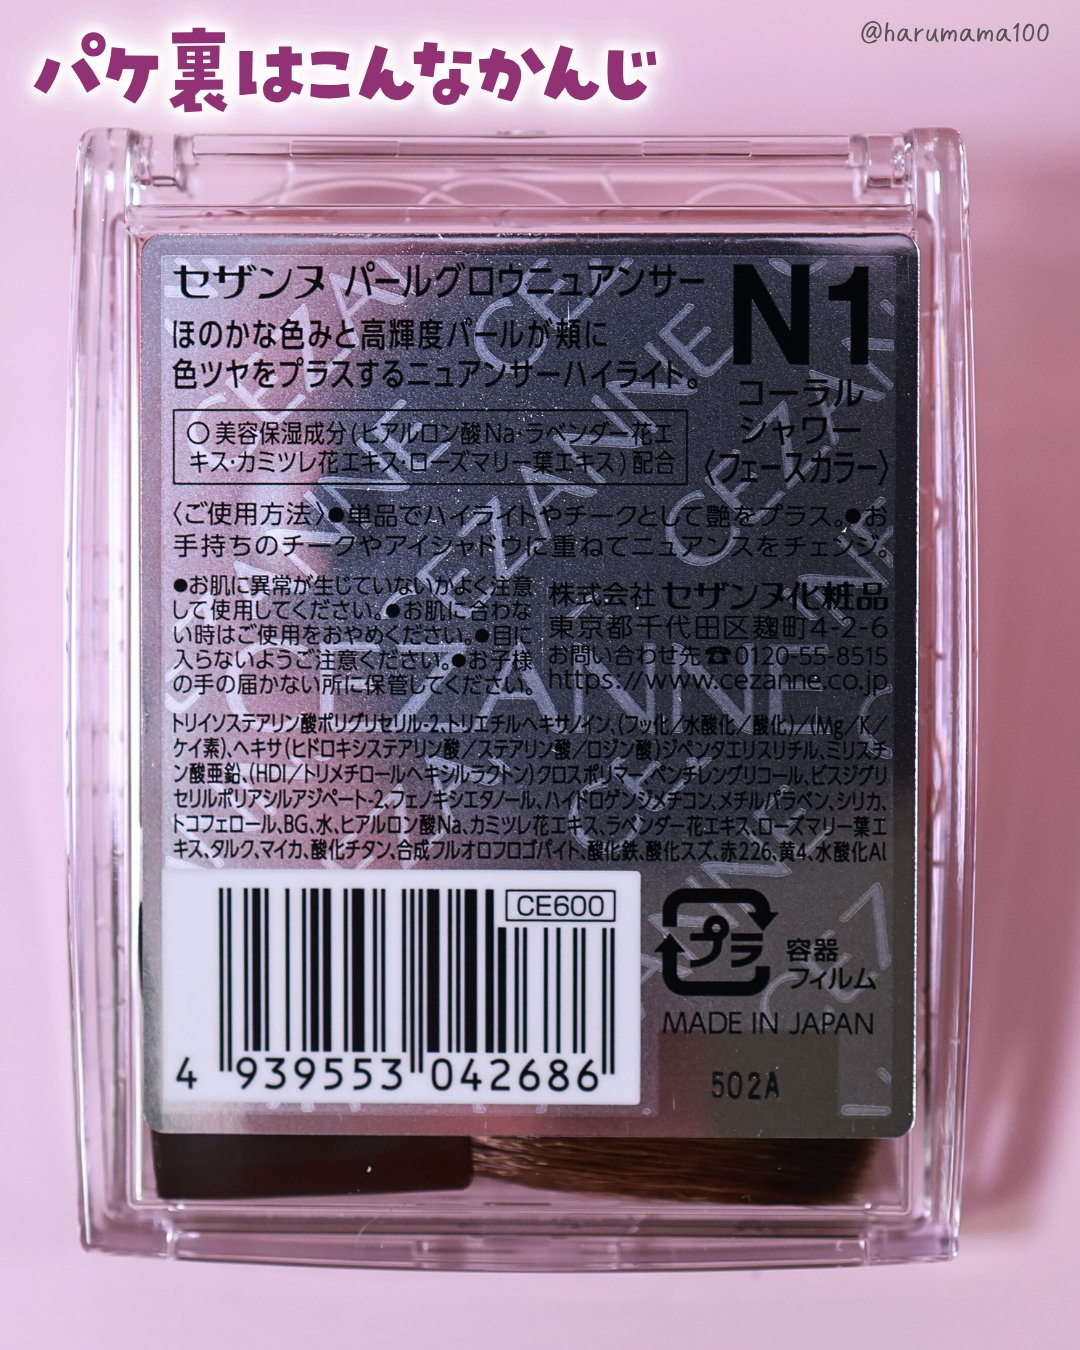 パケ裏はこんなかんじ
@harumama100
セザンヌ パールグロウニュアンサー
N1
ほのかな色みと高輝度パールが頬に
色ツヤをプラスするニュアンサーハイライト。
コーラル
シャワー
〈フェースカラー〉
○美容保湿成分(ヒアルロン酸Na・ラベンダー花エ
キス・カミツレ花エキス・ローズマリー葉エキス)配合
〈ご使用方法〉●単品でハイライトやチークとして艶をプラス。●お
手持ちのチークやアイシャドウに重ねてニュアンスをチェンジ。
●お肌に異常が生じていないかよく注意
して使用してください。●お肌に合わな
い時はご使用をおやめください。●目に
入らないようご注意ください。●お子様
の手の届かない所に保管してください。
株式会社 セザンヌ化粧品
東京都千代田区麹町4-2-6
お問い合わせ先☎0120-55-8515
https://www.cezanne.co.jp
トリイソステアリン酸ポリグリセリル-2、トリエチルヘキサノイン、(フッ化/水酸化/酸化)/(Mg/K/
ケイ素)、ヘキサ(ヒドロキシステアリン酸/ステアリン酸/ロジン酸)ジペンタエリスリチル、ミリスチ
ン酸亜鉛、(HDI/トリメチロールヘキシルラクトン)クロスポリマー、ペンチレングリコール、ビスジグリ
セリルポリアシルアジペート-2、フェノキシエタノール、ハイドロゲンジメチコン、メチルパラベン、シリカ、
トコフェロール、BG、水、ヒアルロン酸Na、カミツレ花エキス、ラベンダー花エキス、ローズマリー葉エ
キス、タルク、マイカ、酸化チタン、合成フルオロフロゴパイト、酸化鉄、酸化スズ、赤226、黄4、水酸化Al
CE600
4 939553 042686
プラ
容器
フィルム
MADE IN JAPAN
502A